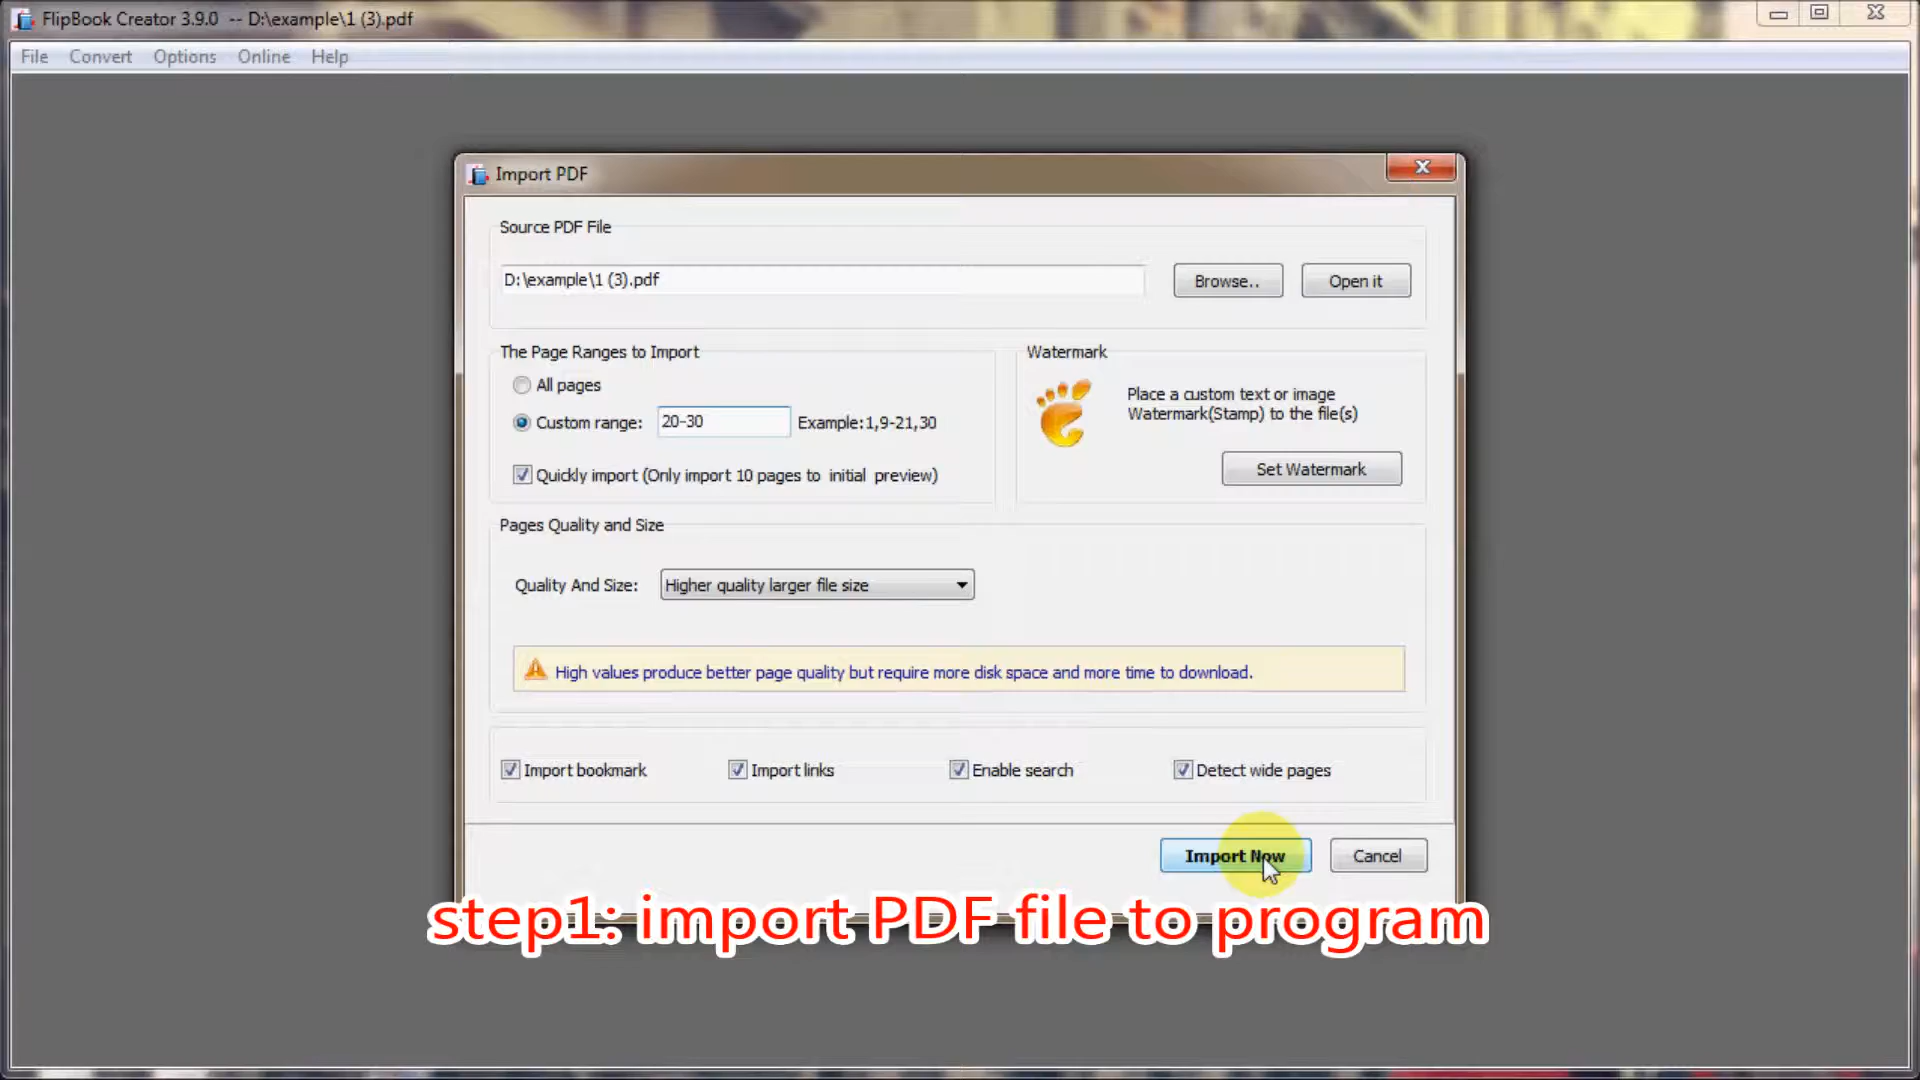 FlipBook Creator 3.9.0 -- D:\example\1 (3).pdf
File Convert Options Online Help
Import PDF
Source PDF File
D:\example\1 (3).pdf Browse.. Open it
The Page Ranges to Import
All pages
Custom range: 20-30 Example:1,9-21,30
Quickly import (Only import 10 pages to initial preview)
Watermark
Place a custom text or image
Watermark(Stamp) to the file(s)
Set Watermark
Pages Quality and Size
Quality And Size: Higher quality larger file size
High values produce better page quality but require more disk space and more time to download.
Import bookmark Import links Enable search Detect wide pages
Import Now Cancel
step1: import PDF file to program